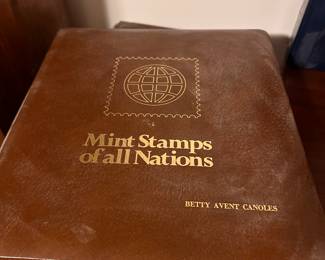 Mint Stamps
of all Nations
BETTY AVENT CANOLES